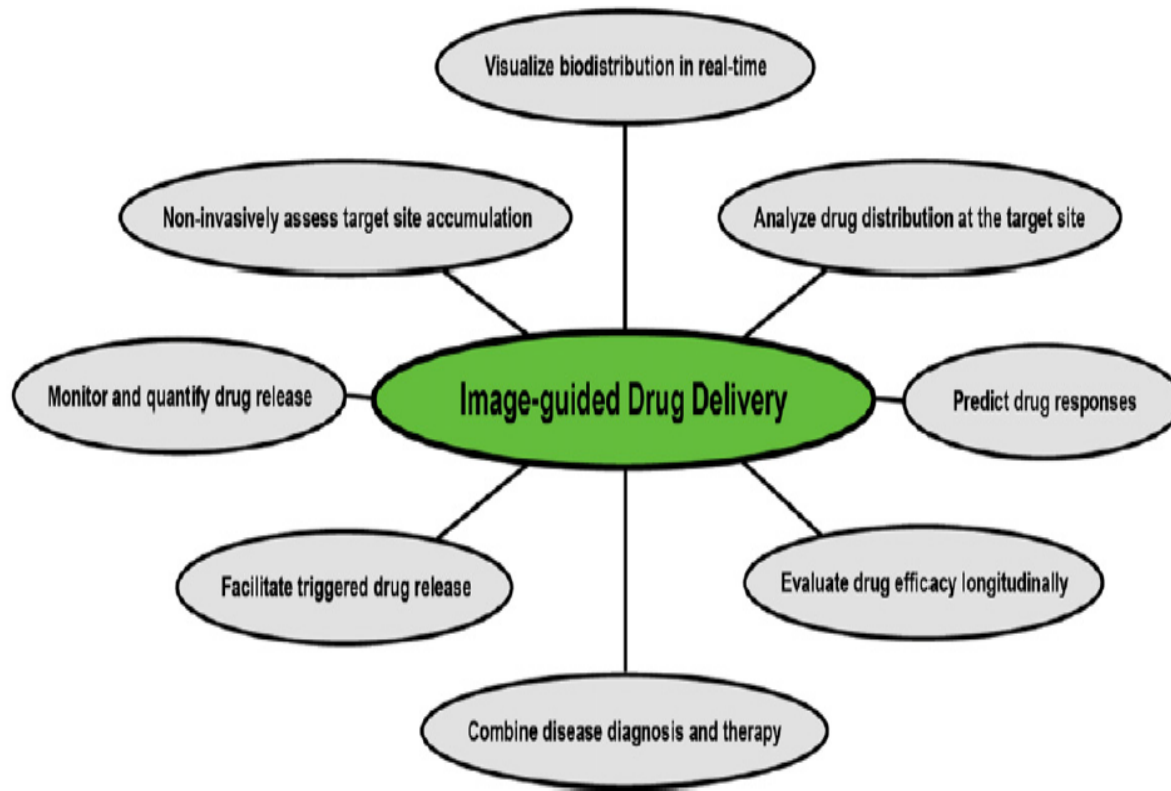 Visualize biodistribution in real-time
Non-invasively assess target site accumulation
Analyze drug distribution at the target site
Monitor and quantify drug release
Image-guided Drug Delivery
Predict drug responses
Facilitate triggered drug release
Evaluate drug efficacy longitudinally
Combine disease diagnosis and therapy